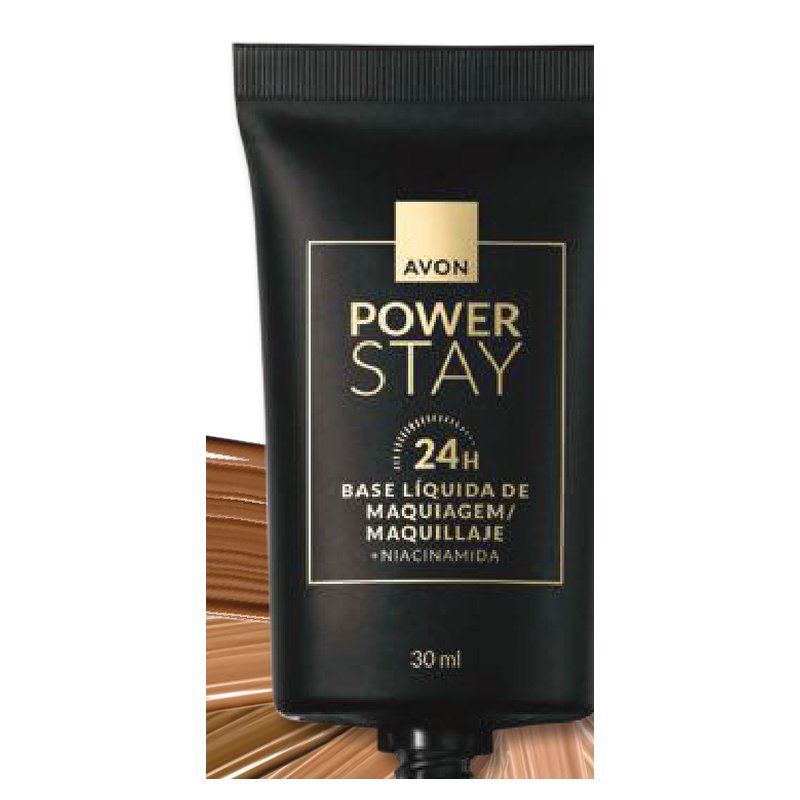 AVON
POWER
STAY
24H
BASE LÍQUIDA DE
MAQUIAGEM/
MAQUILLAJE
+NIACINAMIDA
30 ml